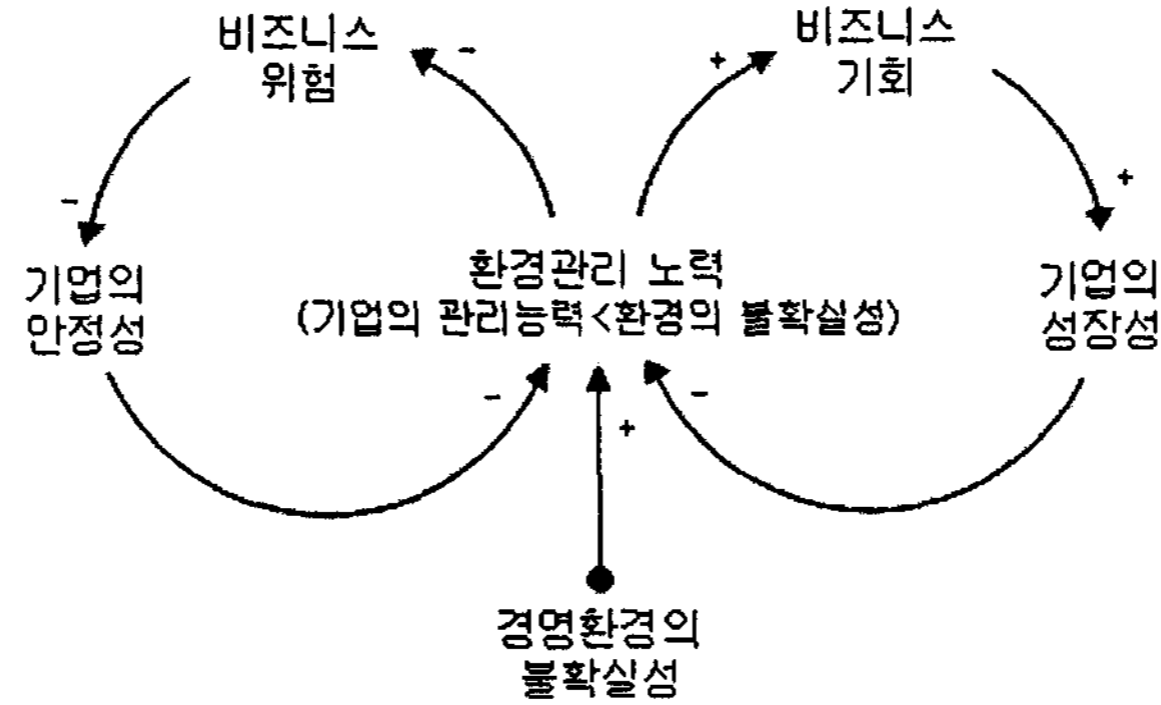 비즈니스
위험
-
비즈니스
기회
+
-
+
기업의
안정성
환경관리 노력
(기업의 관리능력<환경의 불확실성)
기업의
성장성
-
-
+
경영환경의
불확실성